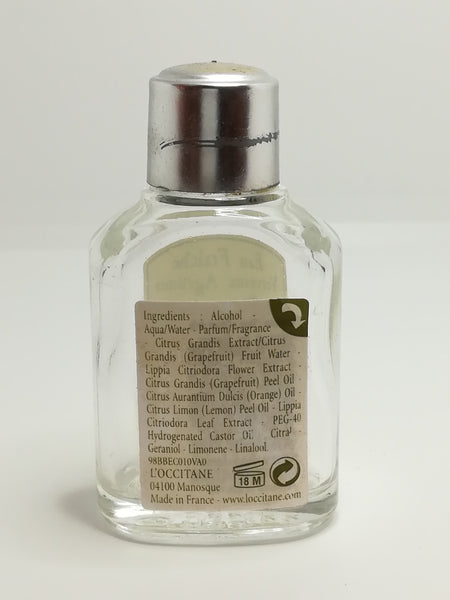 Ingredients : Alcohol -
Aqua/Water - Parfum/Fragrance
Citrus Grandis Extract/Citrus
Grandis (Grapefruit) Fruit Water -
Lippia Citriodora Flower Extract -
Citrus Grandis (Grapefruit) Peel Oil
Citrus Aurantium Dulcis (Orange) Oil -
Citrus Limon (Lemon) Peel Oil - Lippia
Citriodora Leaf Extract - PEG-40
Hydrogenated Castor Oil - Citral -
Geraniol - Limonene - Linalool.
98BBEC010VA0
L'OCCITANE
04100 Manosque
18 M
Made in France - www.loccitane.com